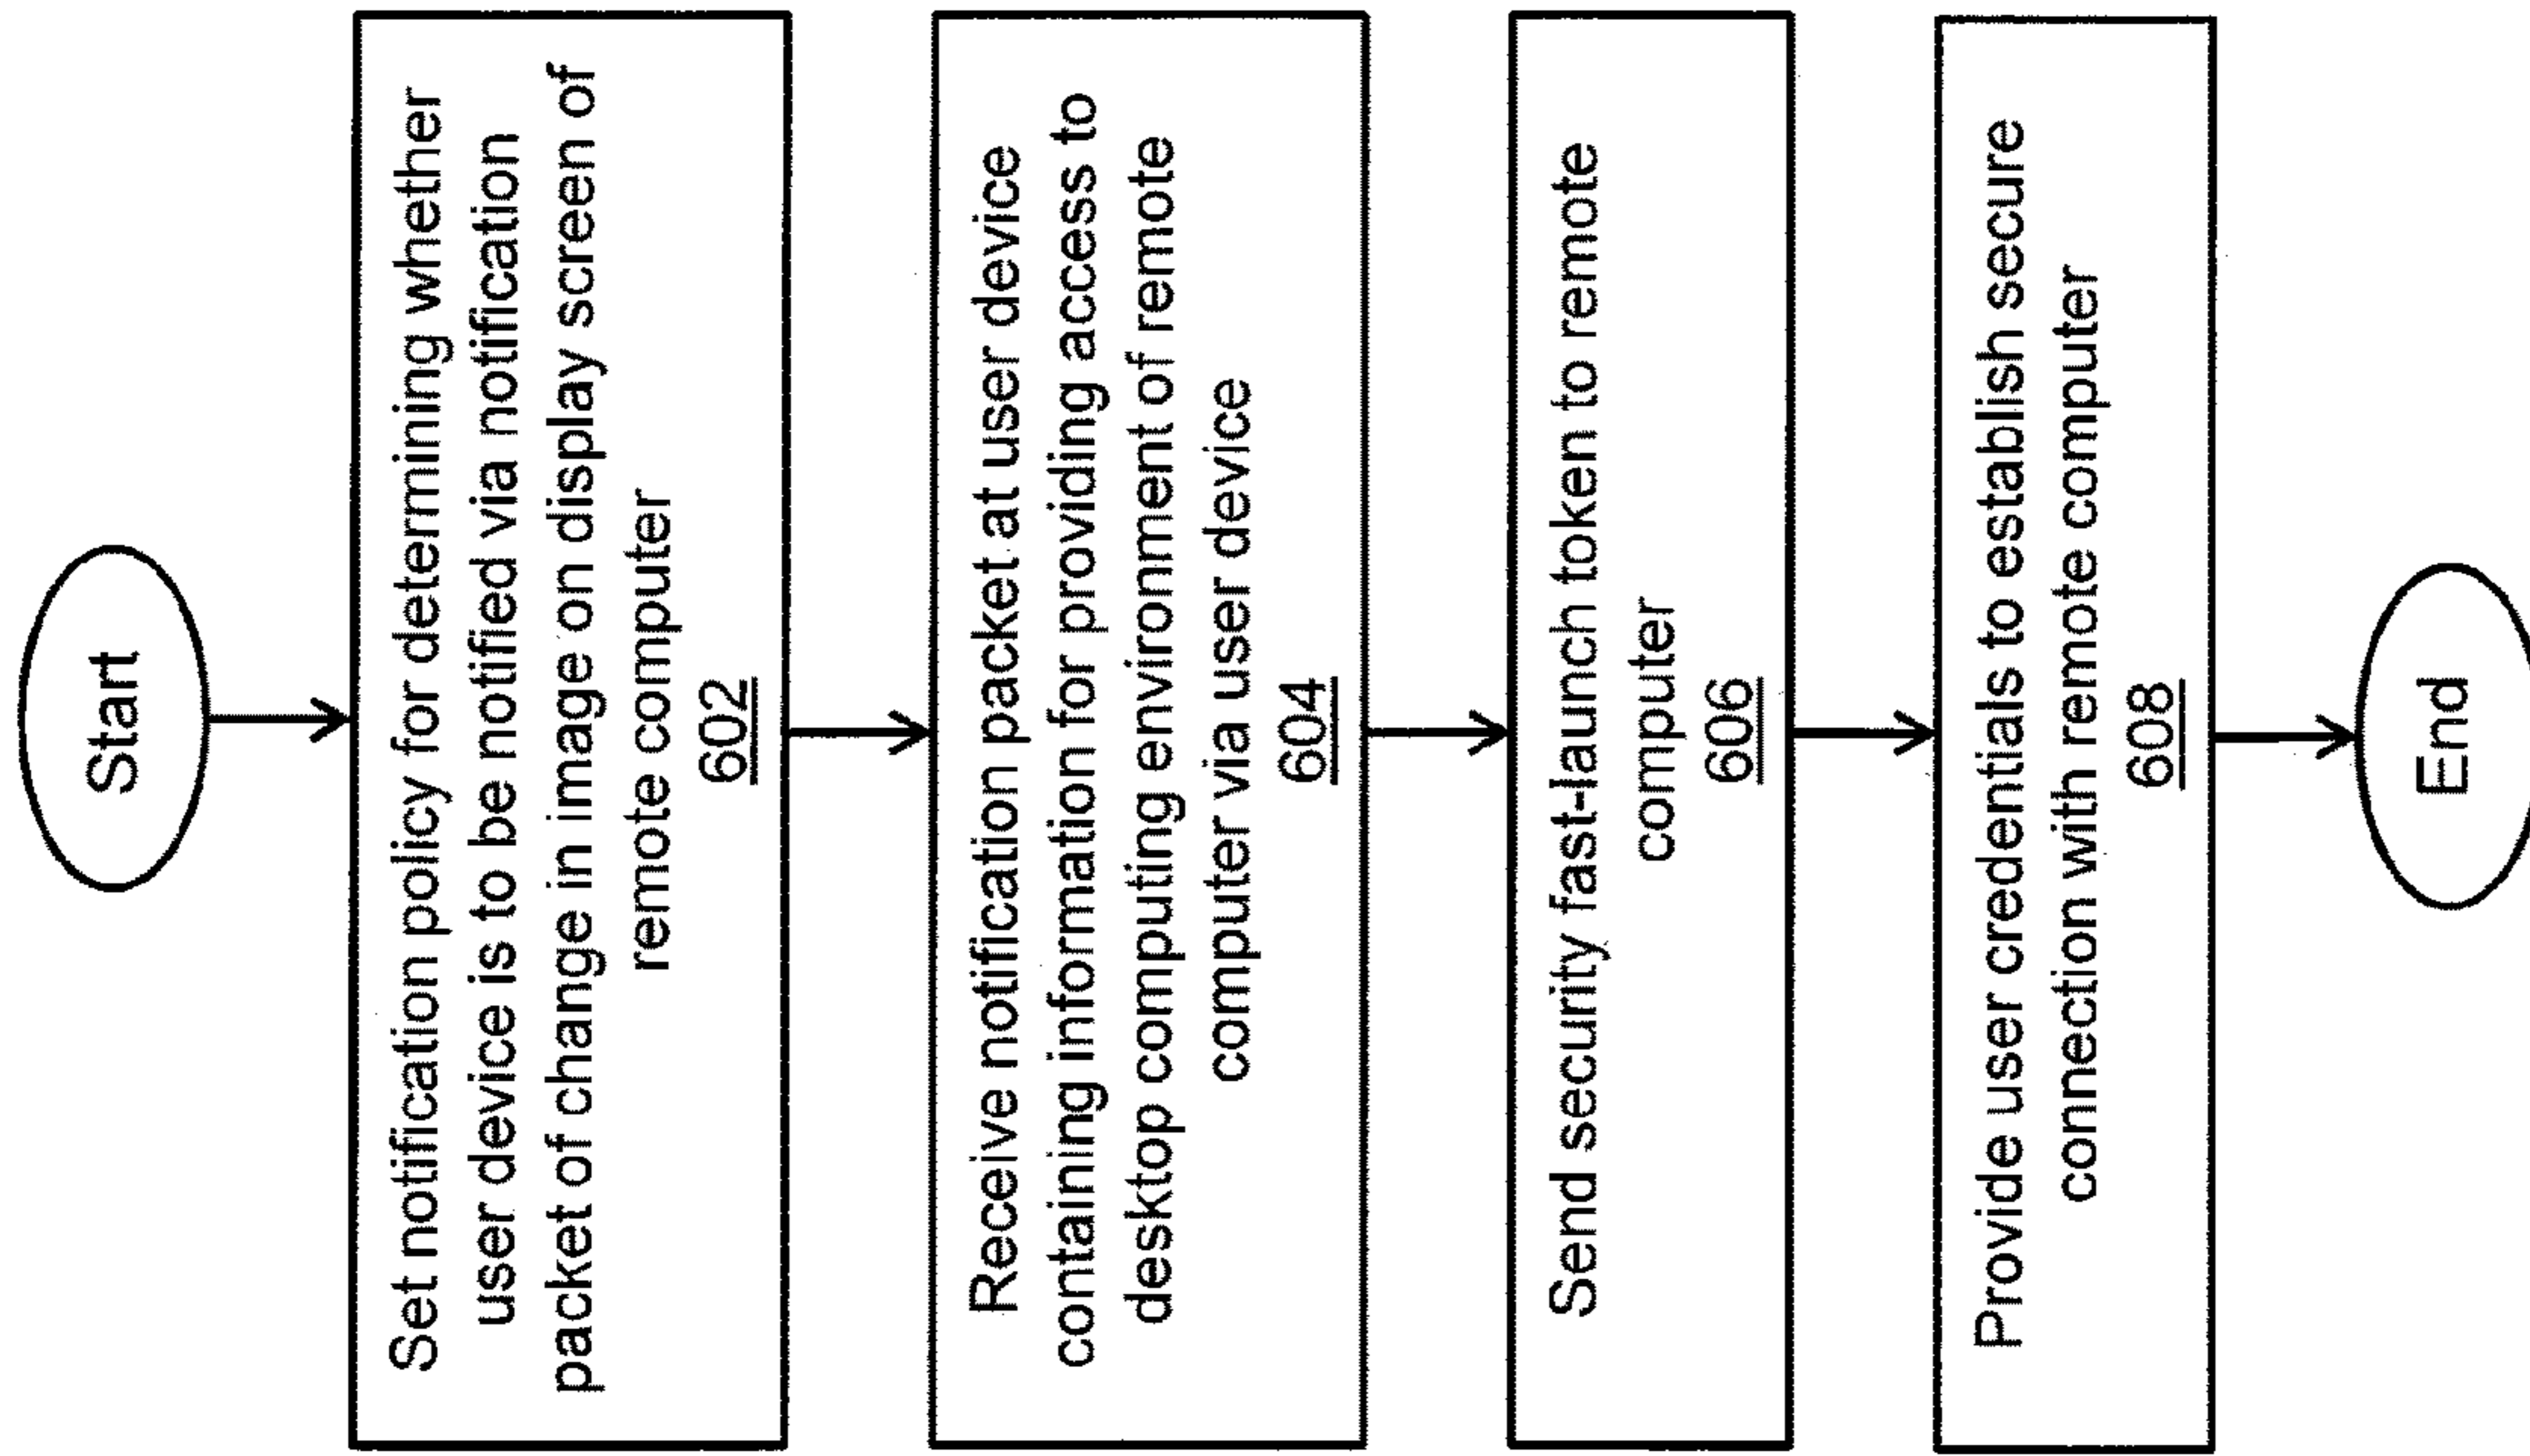 Start
Set notification policy for determining whether
user device is to be notified via notification
packet of change in image on display screen of
remote computer
602
Receive notification packet at user device
containing information for providing access to
desktop computing environment of remote
computer via user device
604
Send security fast-launch token to remote
computer
606
Provide user credentials to establish secure
connection with remote computer
608
End